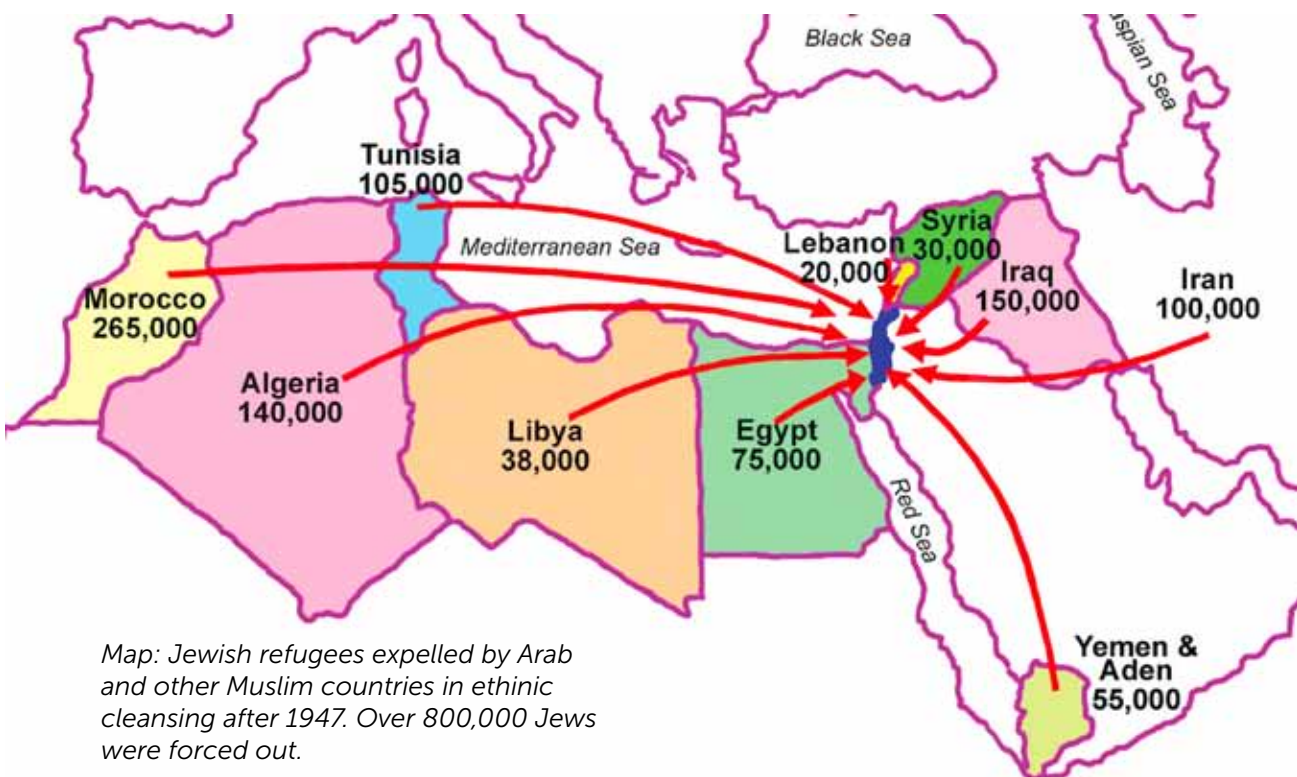 Black Sea
aspian Sea
Tunisia
105,000
Mediterranean Sea
Lebanon
20,000
Syria
30,000
Iraq
150,000
Iran
100,000
Morocco
265,000
Algeria
140,000
Libya
38,000
Egypt
75,000
Red Sea
Yemen &
Aden
55,000
Map: Jewish refugees expelled by Arab
and other Muslim countries in ethinic
cleansing after 1947. Over 800,000 Jews
were forced out.